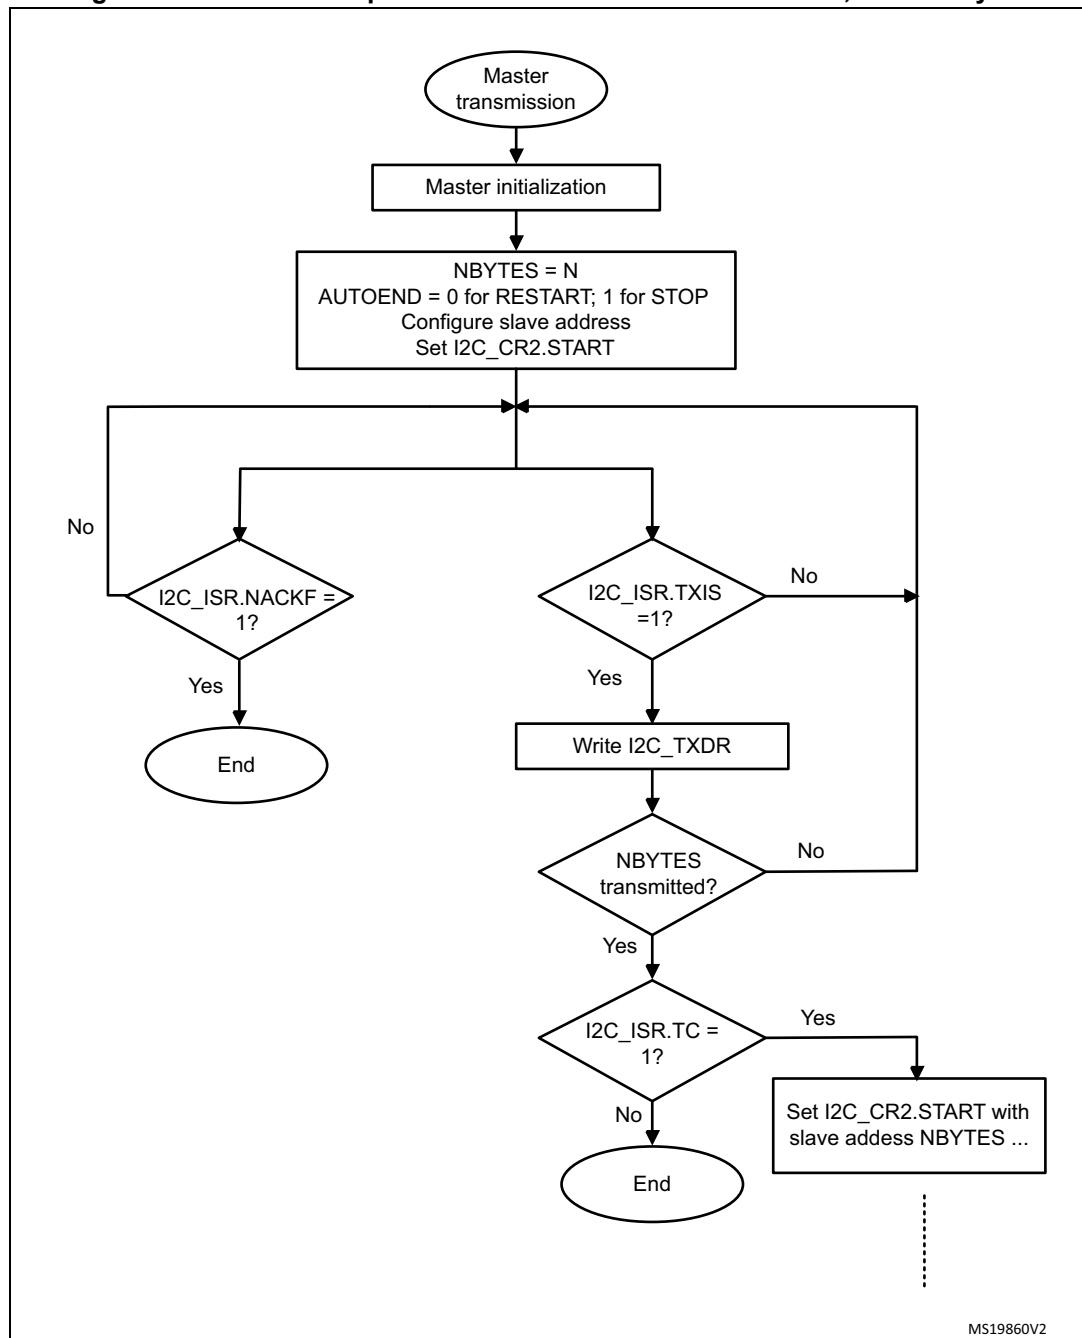 Master
transmission
Master initialization
NBYTES = N
AUTOEND = 0 for RESTART; 1 for STOP
Configure slave address
Set I2C_CR2.START
No
I2C_ISR.NACKF =
1?
Yes
End
I2C_ISR.TXIS
=1?
No
Yes
Write I2C_TXDR
NBYTES
transmitted?
No
Yes
I2C_ISR.TC =
1?
Yes
No
Set I2C_CR2.START with
slave addess NBYTES ...
End
MS19860V2